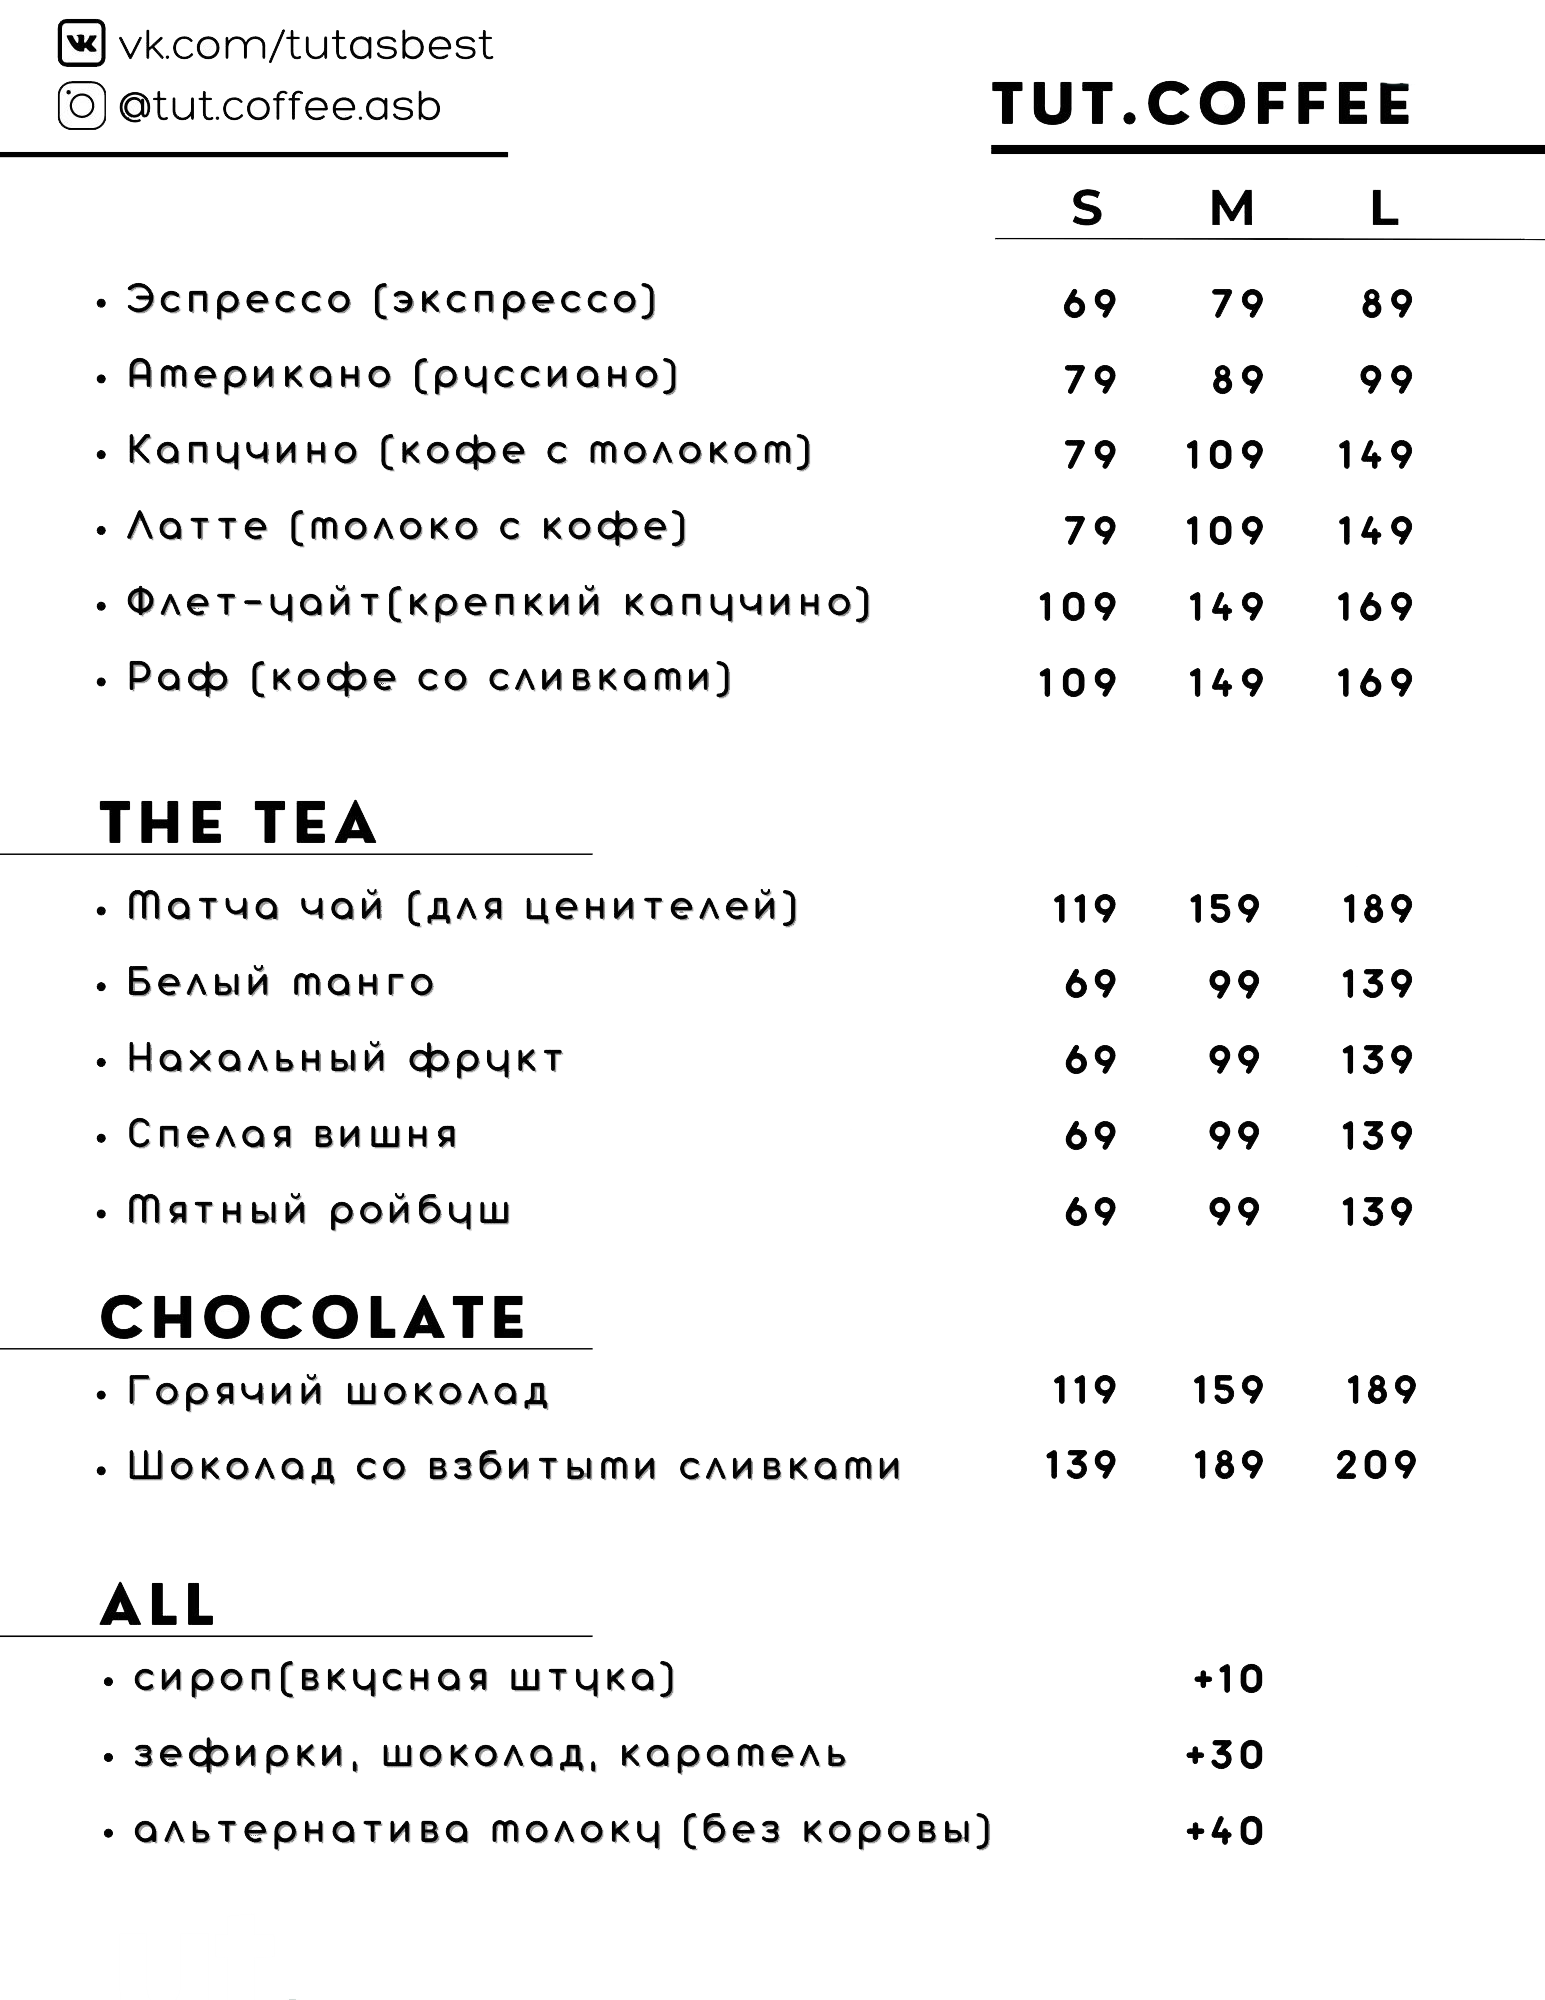 vk.com/tutasbest
@tut.coffee.asb
TUT.COFFEE
S M L
• Эспрессо (экспрессо) 69 79 89
• Американо (руссиано) 79 89 99
• Капучино (кофе с молоком) 79 109 149
• Латте (молоко с кофе) 79 109 149
• Флет-уайт(крепкий капучино) 109 149 169
• Раф (кофе со сливками) 109 149 169
THE TEA
• Матча чай (для ценителей) 119 159 189
• Белый манго 69 99 139
• Нахальный фрукт 69 99 139
• Спелая вишня 69 99 139
• Мятный ройбуш 69 99 139
CHOCOLATE
• Горячий шоколад 119 159 189
• Шоколад со взбитыми сливками 139 189 209
ALL
• сироп(вкусная штука) +10
• зефирки, шоколад, карамель +30
• альтернатива молоку (без коровы) +40